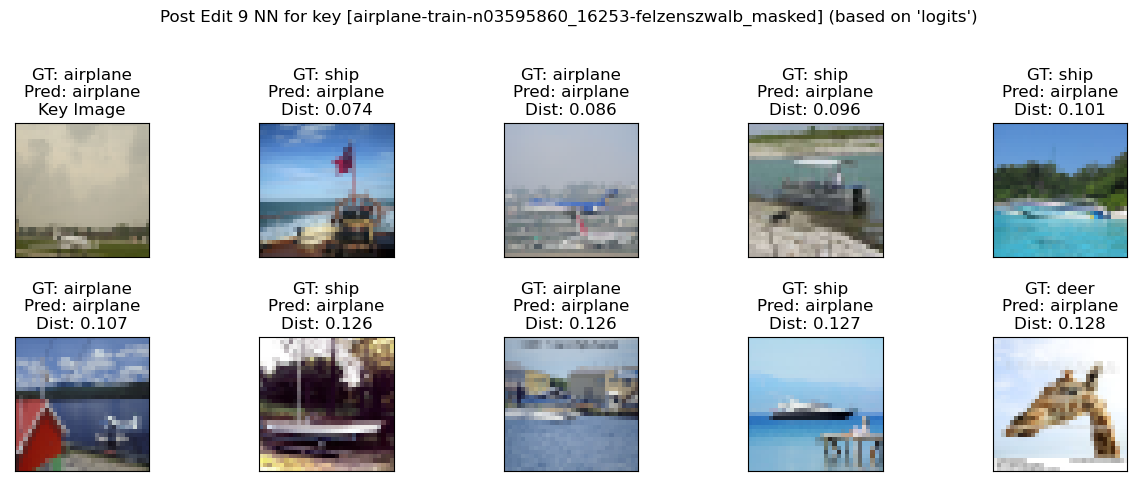 Post Edit 9 NN for key [airplane-train-n03595860_16253-felzenszwalb_masked] (based on 'logits')
GT: airplane
Pred: airplane
Key Image
GT: ship
Pred: airplane
Dist: 0.074
GT: airplane
Pred: airplane
Dist: 0.086
GT: ship
Pred: airplane
Dist: 0.096
GT: ship
Pred: airplane
Dist: 0.101
GT: airplane
Pred: airplane
Dist: 0.107
GT: ship
Pred: airplane
Dist: 0.126
GT: airplane
Pred: airplane
Dist: 0.126
GT: ship
Pred: airplane
Dist: 0.127
GT: deer
Pred: airplane
Dist: 0.128